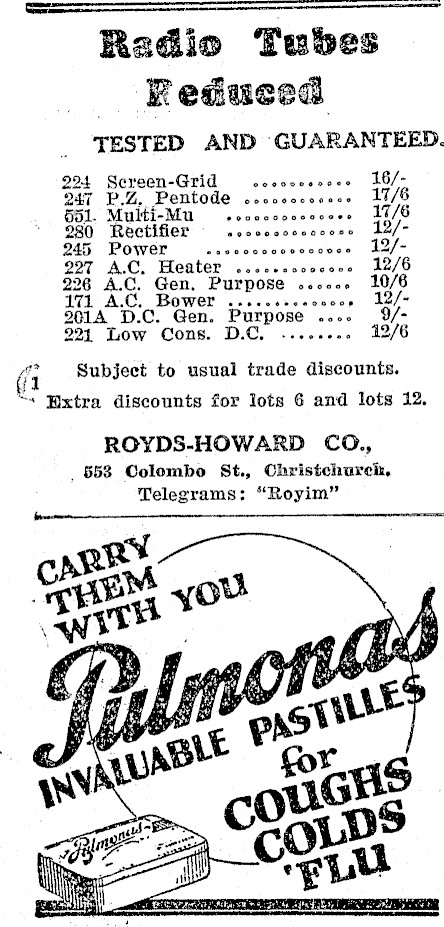 Radio Tubes
Reduced
TESTED AND GUARANTEED.
224 Screen-Grid ........... 16/-
247 P.Z. Pentode ............ 17/6
551. Multi-Mu ............. 17/6
280 Rectifier ............. 12/-
245 Power ............... 12/-
227 A.C. Heater ............. 12/6
226 A.C. Gen. Purpose ...... 10/6
171 A.C. Bower .............. 12/-
201A D.C. Gen. Purpose .... 9/-
221 Low Cons. D.C. ........ 12/6
Subject to usual trade discounts.
1
Extra discounts for lots 6 and lots 12.
ROYDS-HOWARD CO.,
553 Colombo St., Christchurch.
Telegrams: "Royim"
CARRY
THEM
WITH YOU
Pulmonas
INVALUABLE PASTILLES
for
COUGHS
COLDS
'FLU
Pulmonas